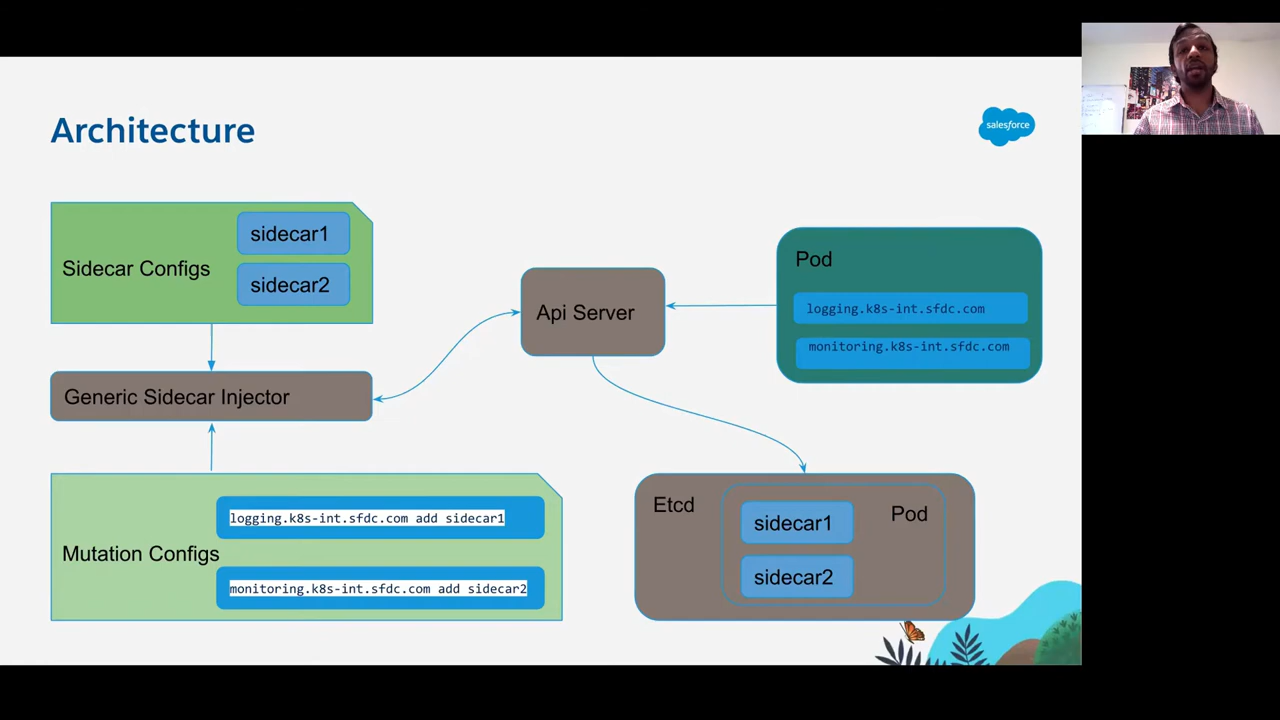 Architecture
salesforce
sidecar1
Sidecar Configs
sidecar2
Generic Sidecar Injector
Api Server
Pod
logging.k8s-int.sfdc.com
monitoring.k8s-int.sfdc.com
logging.k8s-int.sfdc.com add sidecar1
Mutation Configs
monitoring.k8s-int.sfdc.com add sidecar2
Etcd
sidecar1
Pod
sidecar2